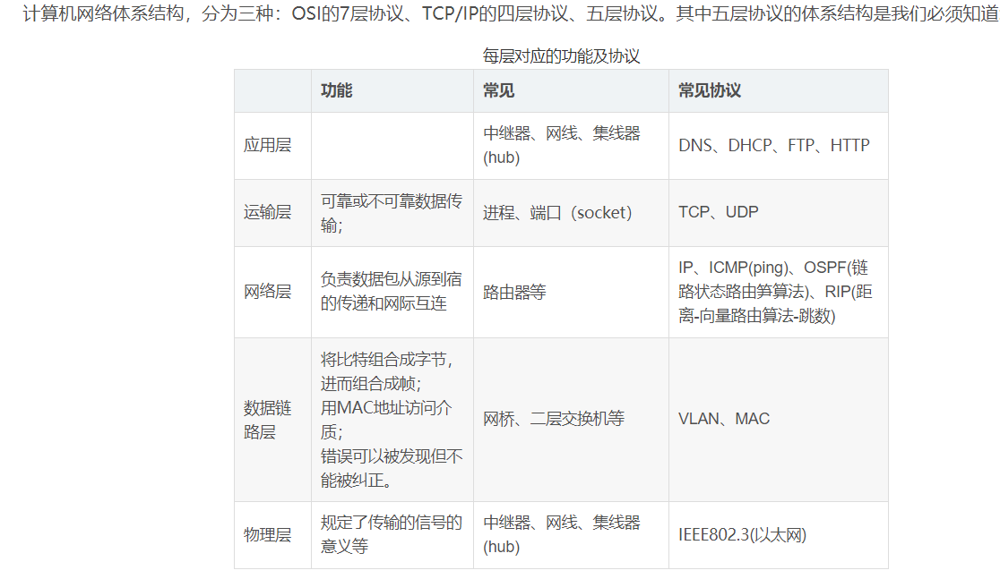 计算机网络体系结构，分为三种：OSI的7层协议、TCP/IP的四层协议、五层协议。其中五层协议的体系结构是我们必须知道
每层对应的功能及协议
功能 常见 常见协议
应用层 中继器、网线、集线器(hub) DNS、DHCP、FTP、HTTP
运输层 可靠或不可靠数据传输； 进程、端口（socket） TCP、UDP
网络层 负责数据包从源到宿的传递和网际互连 路由器等 IP、ICMP(ping)、OSPF(链路状态路由笋算法)、RIP(距离-向量路由算法-跳数)
数据链路层 将比特组合成字节，进而组合成帧；
用MAC地址访问介质；
错误可以被发现但不能被纠正。 网桥、二层交换机等 VLAN、MAC
物理层 规定了传输的信号的意义等 中继器、网线、集线器(hub) IEEE802.3(以太网)